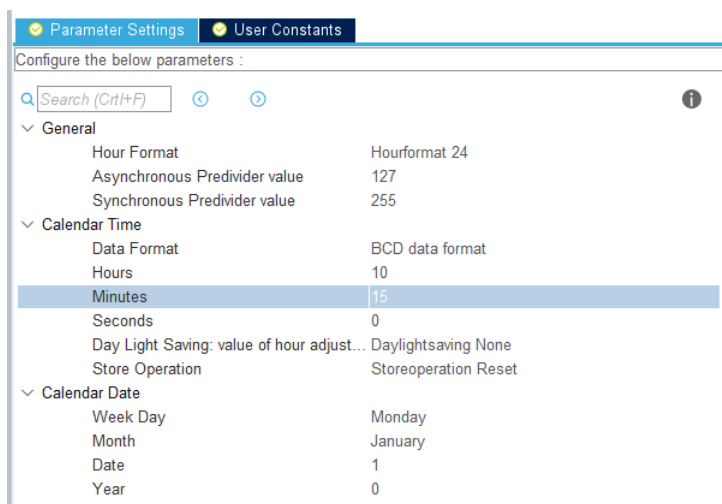 Parameter Settings User Constants
Configure the below parameters :
Search (Crtl+F)
General
Hour Format Hourformat 24
Asynchronous Predivider value 127
Synchronous Predivider value 255
Calendar Time
Data Format BCD data format
Hours 10
Minutes 15
Seconds 0
Day Light Saving: value of hour adjust... Daylightsaving None
Store Operation Storeoperation Reset
Calendar Date
Week Day Monday
Month January
Date 1
Year 0